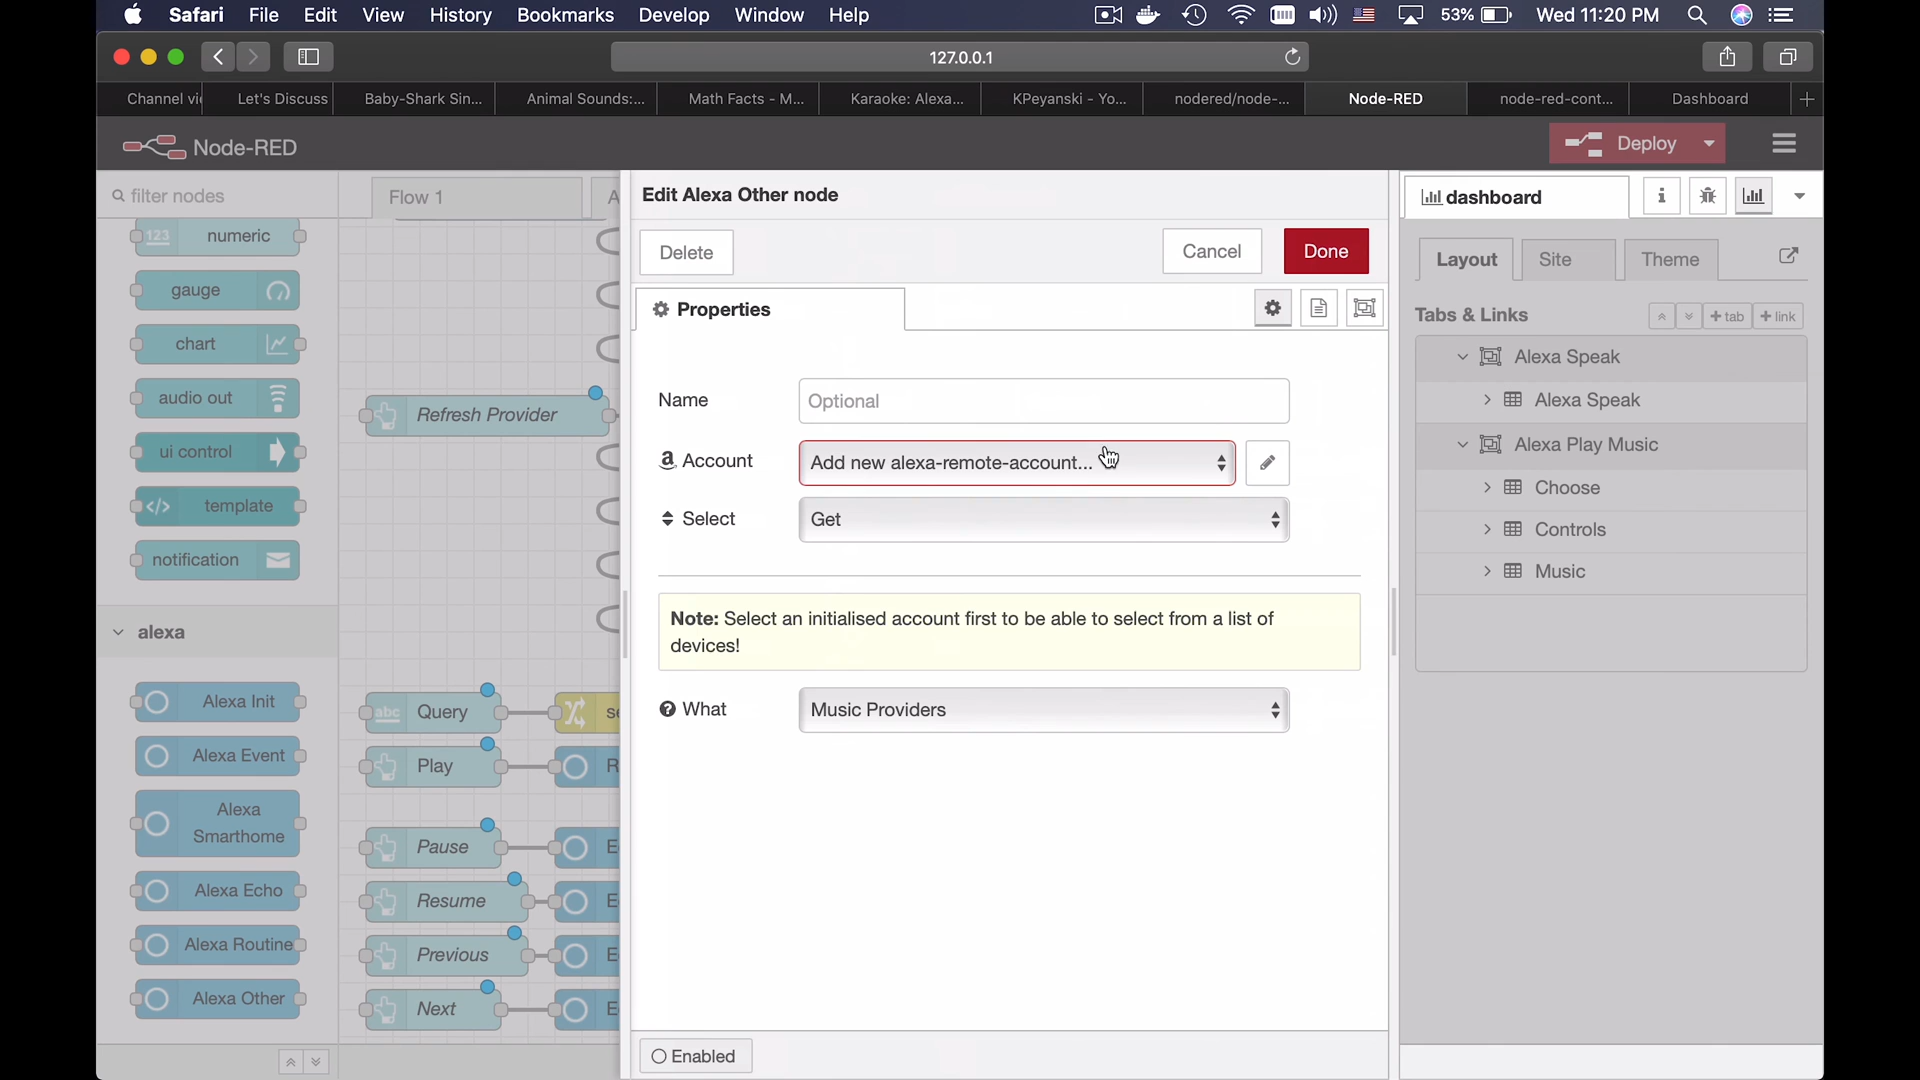 Safari File Edit View History Bookmarks Develop Window Help 53% Wed 11:20 PM
127.0.0.1
Channel vi Let's Discuss Baby-Shark Sin... Animal Sounds:... Math Facts - M... Karaoke: Alexa... KPeyanski - Yo... nodered/node-... Node-RED node-red-cont... Dashboard
Node-RED Deploy
filter nodes
Flow 1
A
123 numeric
gauge
chart
audio out
ui control
template
notification
alexa
Alexa Init
Alexa Event
Alexa
Smarthome
Alexa Echo
Alexa Routine
Alexa Other
Refresh Provider
abc Query
se
Play
R
Pause
E
Resume
E
Previous
E
Next
E
Edit Alexa Other node
Delete Cancel Done
Properties
Name Optional
Account Add new alexa-remote-account...
Select Get
Note: Select an initialised account first to be able to select from a list of
devices!
What Music Providers
Enabled
dashboard
Layout Site Theme
Tabs & Links + tab + link
Alexa Speak
Alexa Speak
Alexa Play Music
Choose
Controls
Music